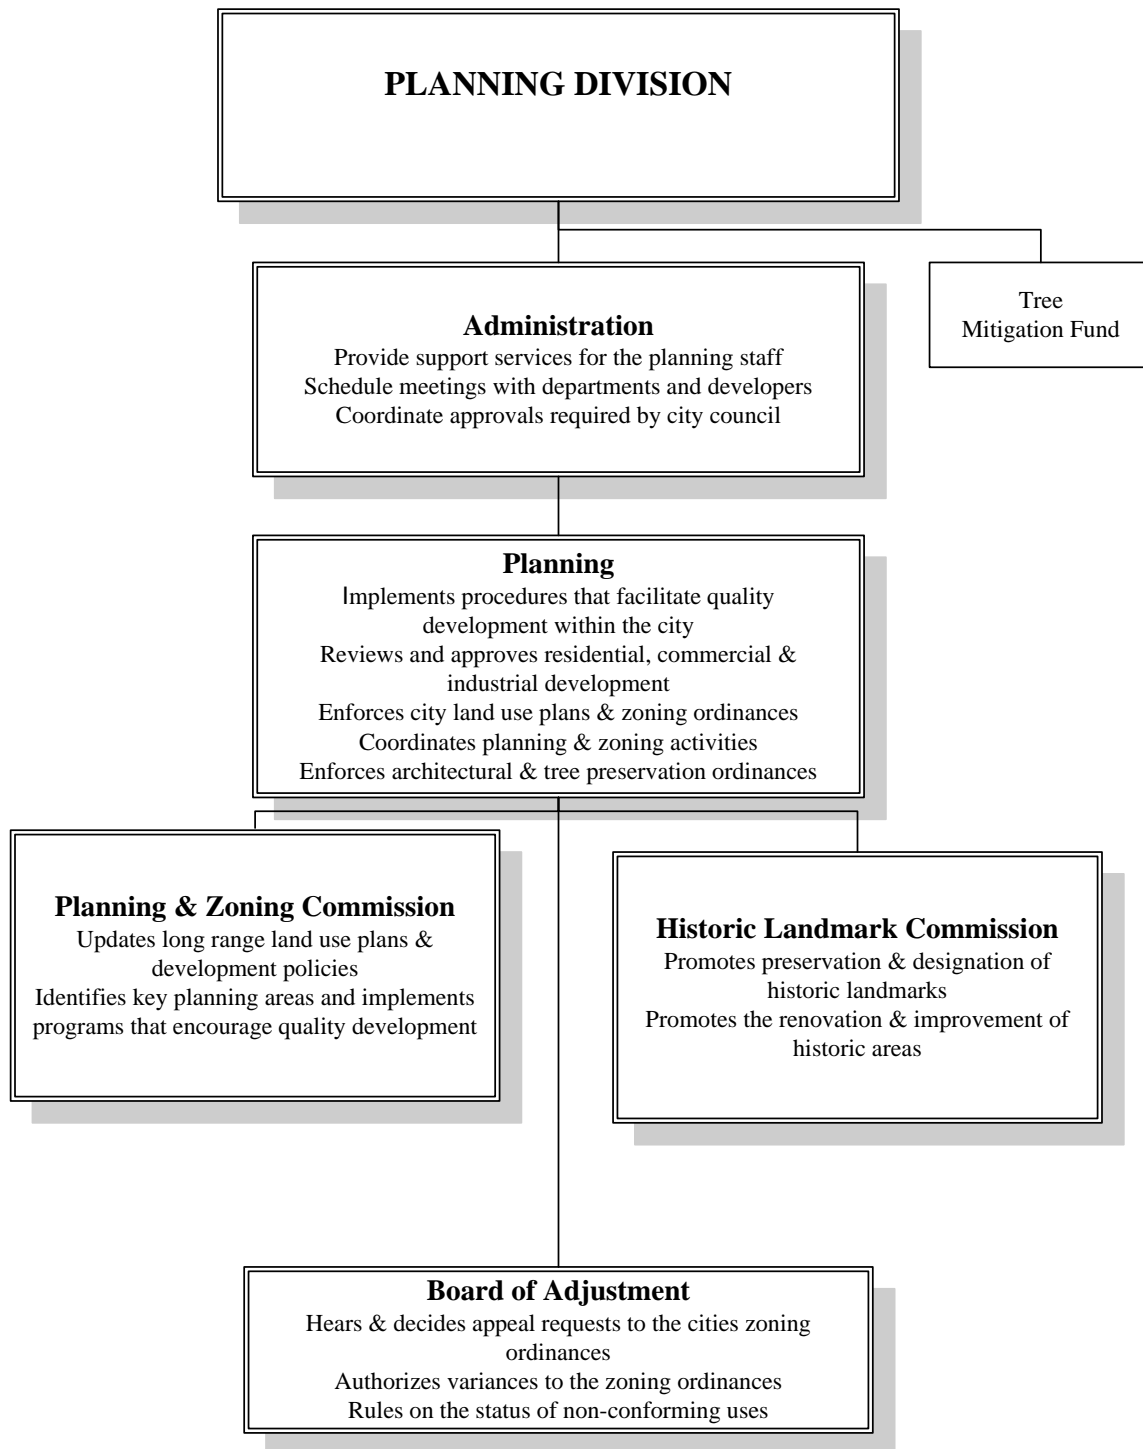 PLANNING DIVISION
Tree
Mitigation Fund
Administration
Provide support services for the planning staff
Schedule meetings with departments and developers
Coordinate approvals required by city council
Planning
Implements procedures that facilitate quality
development within the city
Reviews and approves residential, commercial &
industrial development
Enforces city land use plans & zoning ordinances
Coordinates planning & zoning activities
Enforces architectural & tree preservation ordinances
Planning & Zoning Commission
Updates long range land use plans &
development policies
Identifies key planning areas and implements
programs that encourage quality development
Historic Landmark Commission
Promotes preservation & designation of
historic landmarks
Promotes the renovation & improvement of
historic areas
Board of Adjustment
Hears & decides appeal requests to the cities zoning
ordinances
Authorizes variances to the zoning ordinances
Rules on the status of non-conforming uses